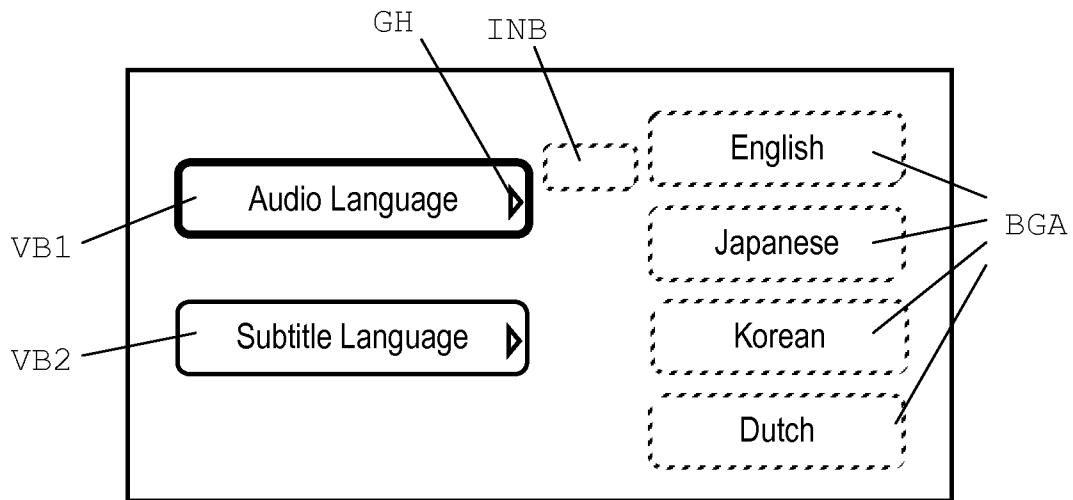 GH
INB
English
Audio Language
VB1
Japanese
BGA
Subtitle Language
Korean
VB2
Dutch